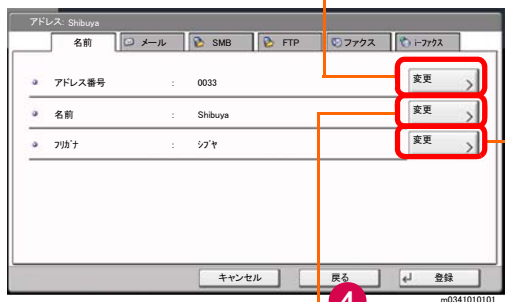 アドレス: Shibuya
名前 メール SMB FTP ファクス i-ファクス
アドレス番号 : 0033 変更
名前 : Shibuya 変更
フリガナ : シブヤ 変更
キャンセル 戻る 登録
4
m0341010101